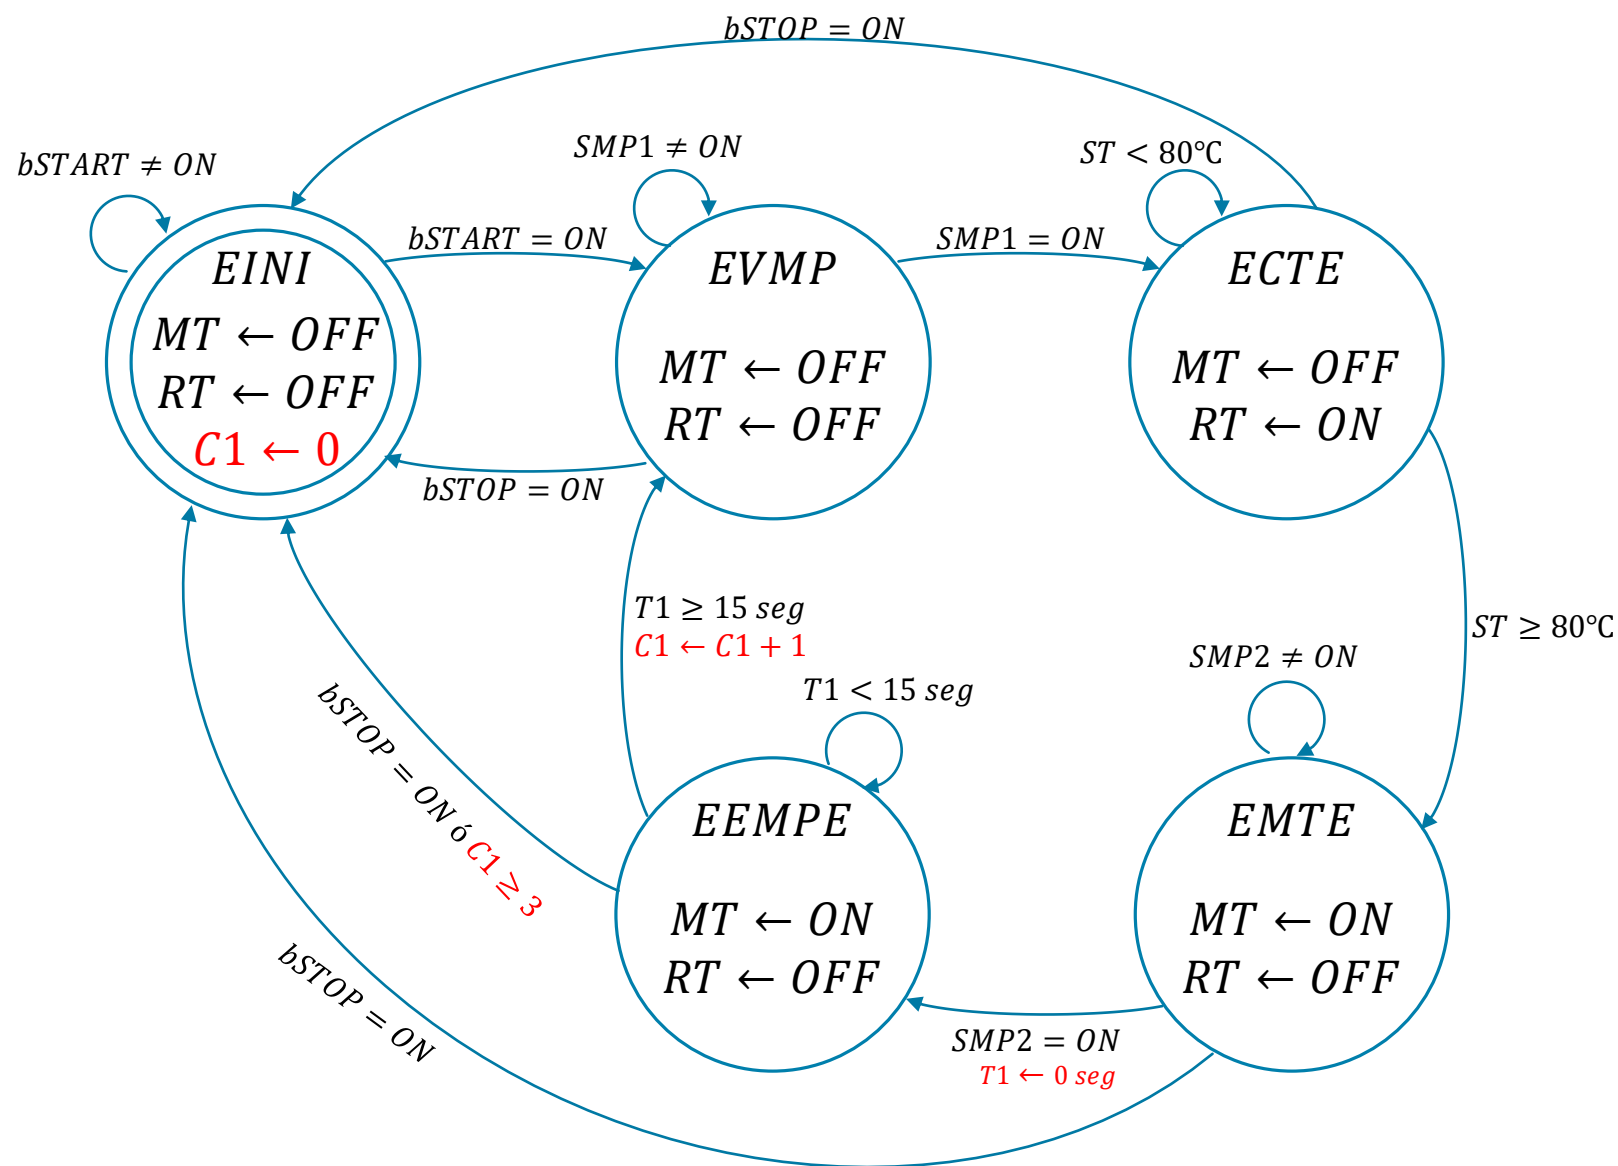 bSTOP = ON
bSTART ≠ ON
SMP1 ≠ ON
ST < 80℃
bSTART = ON
SMP1 = ON
EINI
MT ← OFF
RT ← OFF
C1 ← 0
EVMP
MT ← OFF
RT ← OFF
ECTE
MT ← OFF
RT ← ON
bSTOP = ON
T1 ≥ 15 seg
C1 ← C1 + 1
ST ≥ 80℃
SMP2 ≠ ON
T1 < 15 seg
bSTOP = ON ó C1 ≥ 3
EEMPE
MT ← ON
RT ← OFF
EMTE
MT ← ON
RT ← OFF
bSTOP = ON
SMP2 = ON
T1 ← 0 seg